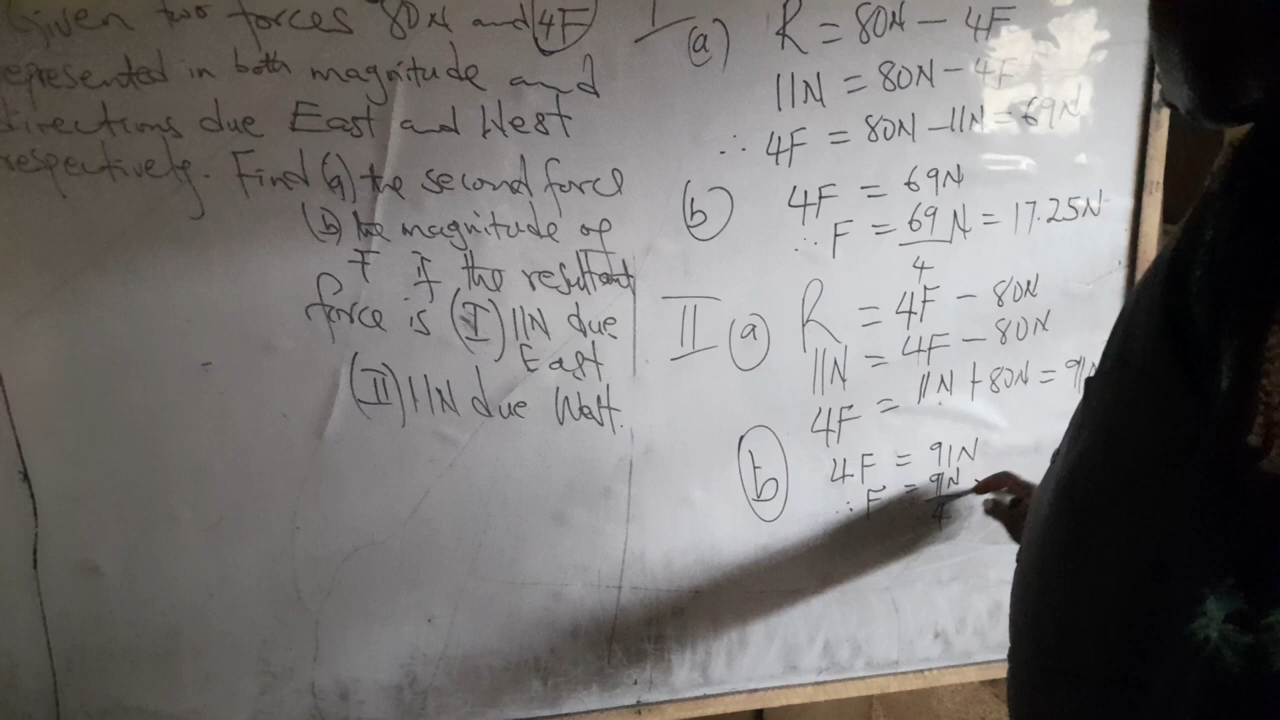 Given two forces 80N and 4F
represented in both magnitude and
directions due East and West
respectively. Find (a) the second force
(b) the magnitude of
F if the resultant
force is (I) 11N due
East
(II) 11N due West.
I (a) R = 80N - 4F
11N = 80N - 4F
∴ 4F = 80N - 11N = 69N
(b) 4F = 69N
∴ F = 69N = 17.25N
4
II (a) R = 4F - 80N
11N = 4F - 80N
4F = 11N + 80N = 91N
(b) 4F = 91N
∴ F = 91N
4